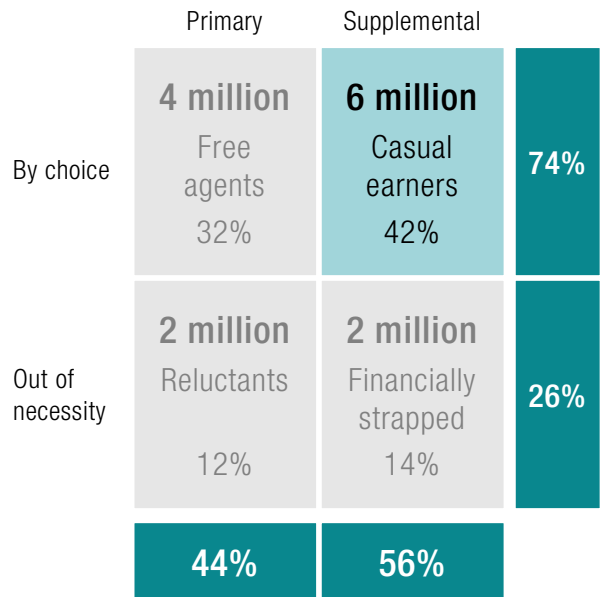 Primary
Supplemental
By choice
4 million
Free
agents
32%
6 million
Casual
earners
42%
74%
Out of
necessity
2 million
Reluctants
12%
2 million
Financially
strapped
14%
26%
44%
56%